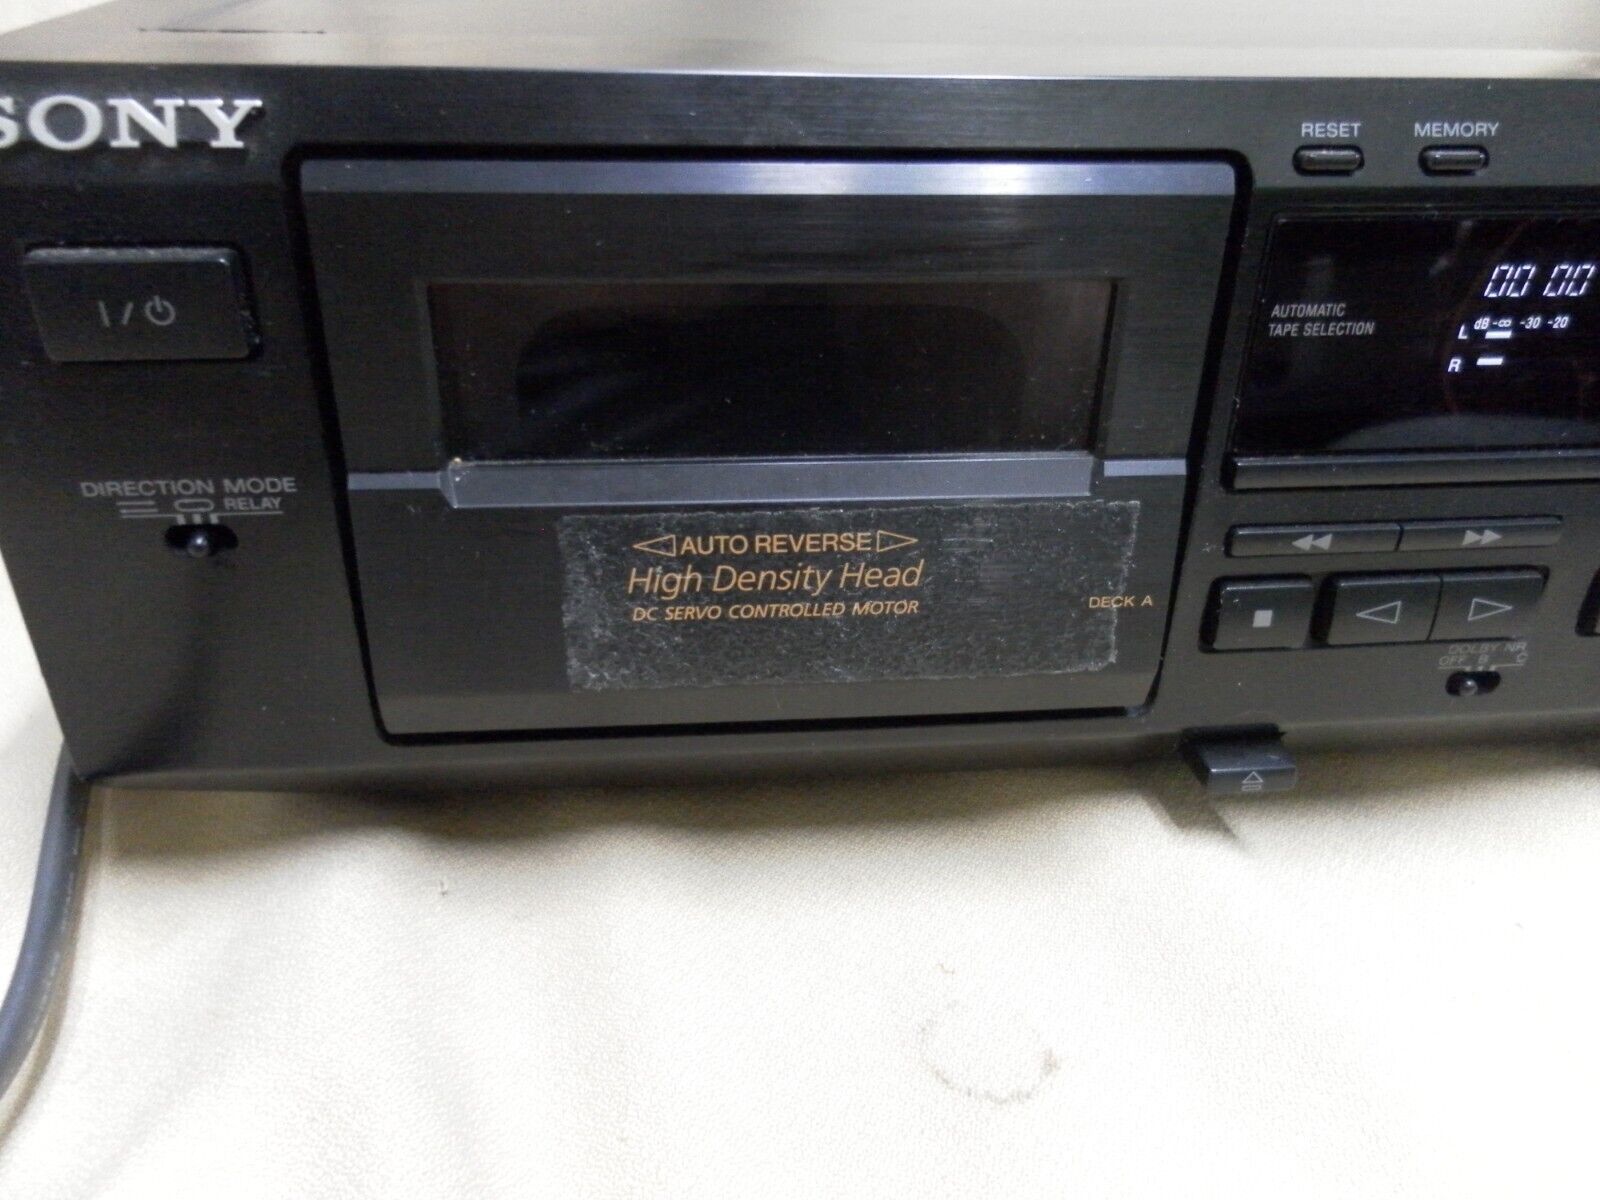 SONY
RESET MEMORY
I/⏻
AUTOMATIC
TAPE SELECTION
00 00
dB -∞ -30 -20
L
R
DIRECTION MODE
RELAY
◁ AUTO REVERSE ▷
High Density Head
DC SERVO CONTROLLED MOTOR
DECK A
DOLBY NR
OFF B C